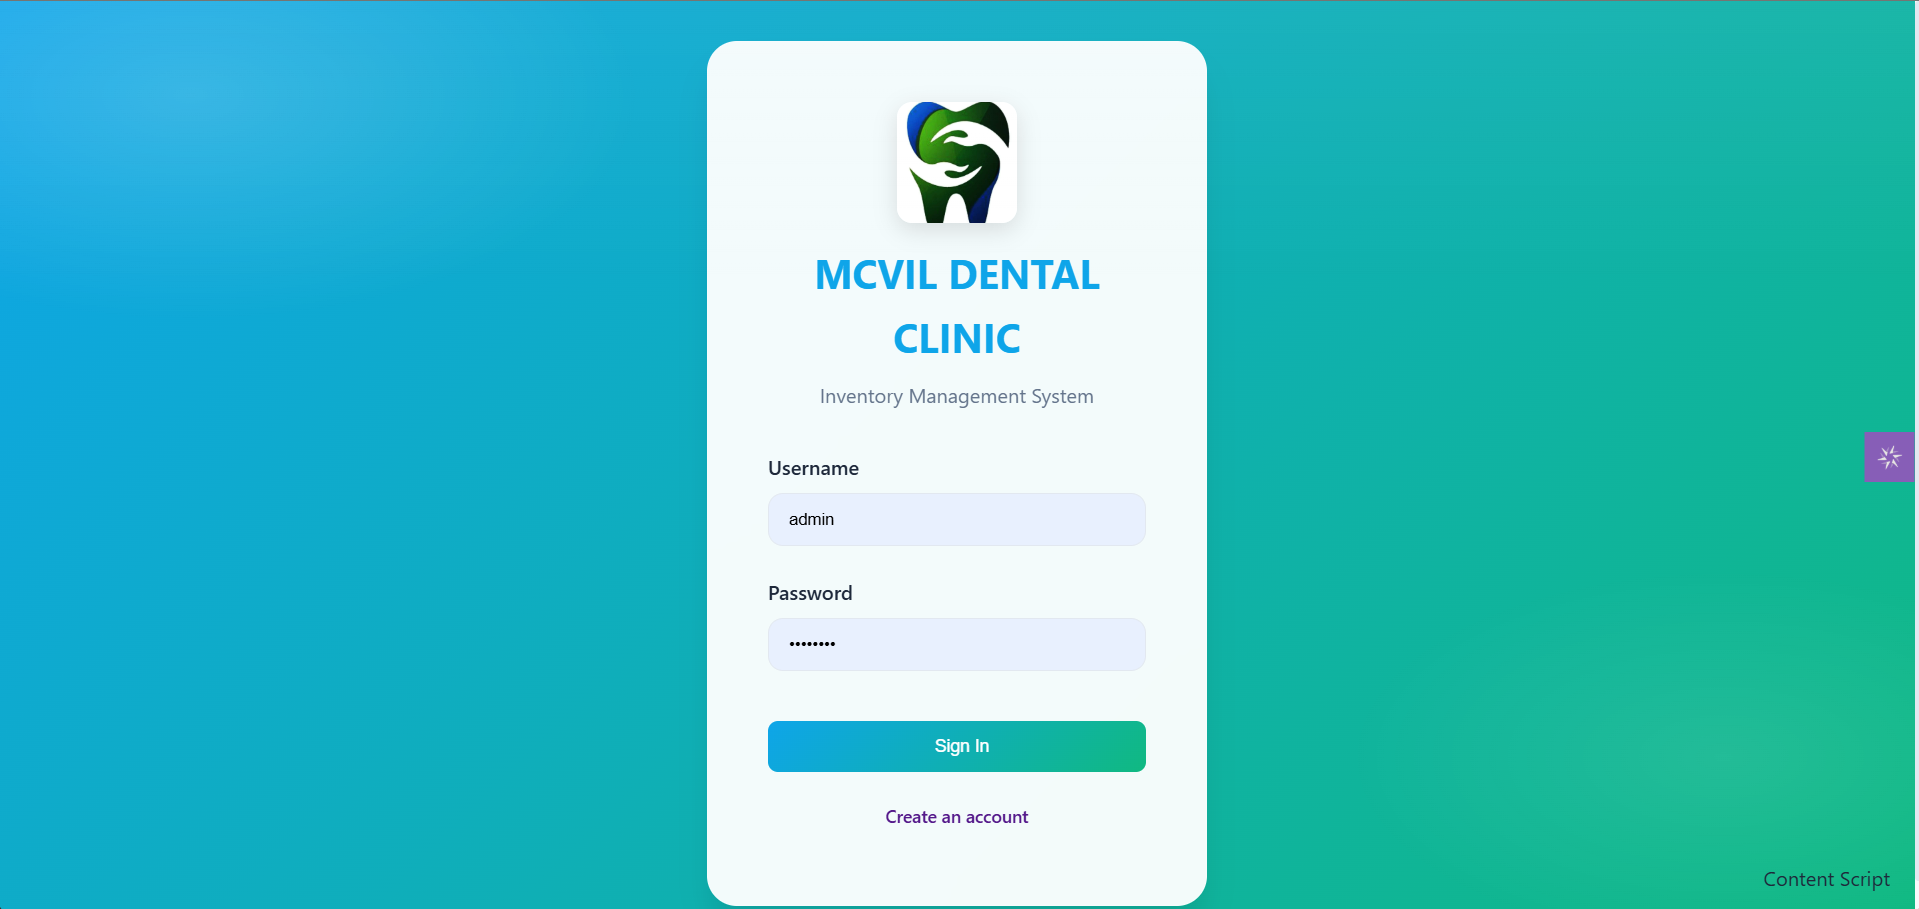 MCVIL DENTAL
CLINIC
Inventory Management System
Username
admin
Password
••••••••
Sign In
Create an account
Content Script